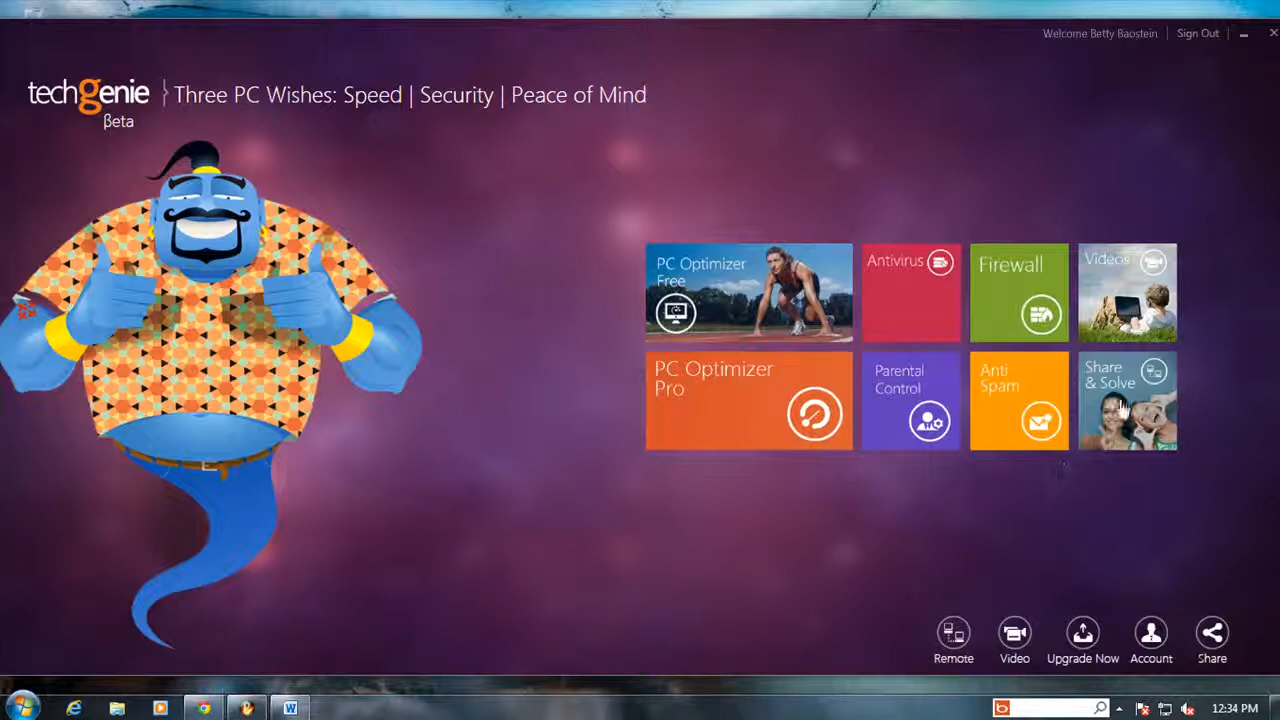 Welcome Betty Baostein
Sign Out
techgenie
βeta
Three PC Wishes: Speed | Security | Peace of Mind
PC Optimizer
Free
Antivirus
Firewall
Videos
PC Optimizer
Pro
Parental
Control
Anti
Spam
Share
& Solve
Remote
Video
Upgrade Now
Account
Share
12:34 PM